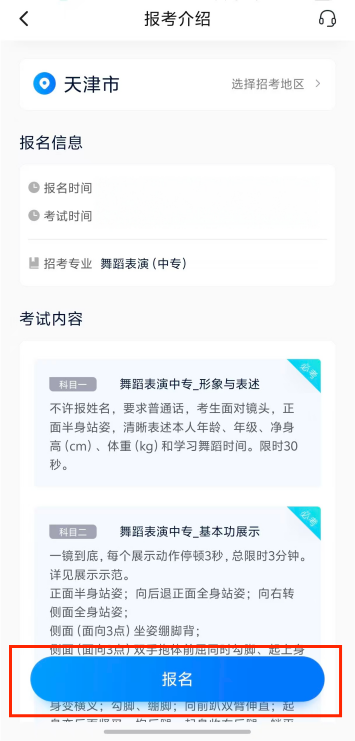 报考介绍
天津市
选择招考地区
报名信息
报名时间
考试时间
招考专业 舞蹈表演（中专）
考试内容
必考
科目一 舞蹈表演中专_形象与表述
不许报姓名，要求普通话，考生面对镜头，正
面半身站姿，清晰表述本人年龄、年级、净身
高（cm）、体重（kg）和学习舞蹈时间。限时30
秒。
必考
科目二 舞蹈表演中专_基本功展示
一镜到底，每个展示动作停顿3秒，总限时3分钟。
详见展示示范。
正面半身站姿；向后退正面全身站姿；向右转
侧面全身站姿；
侧面（面向3点）坐姿绷脚背；
侧面（面向3点）双手抱体前屈同时勾脚、起上身
报名
身变横叉；勾脚、绷脚；向前趴双臂伸直；起